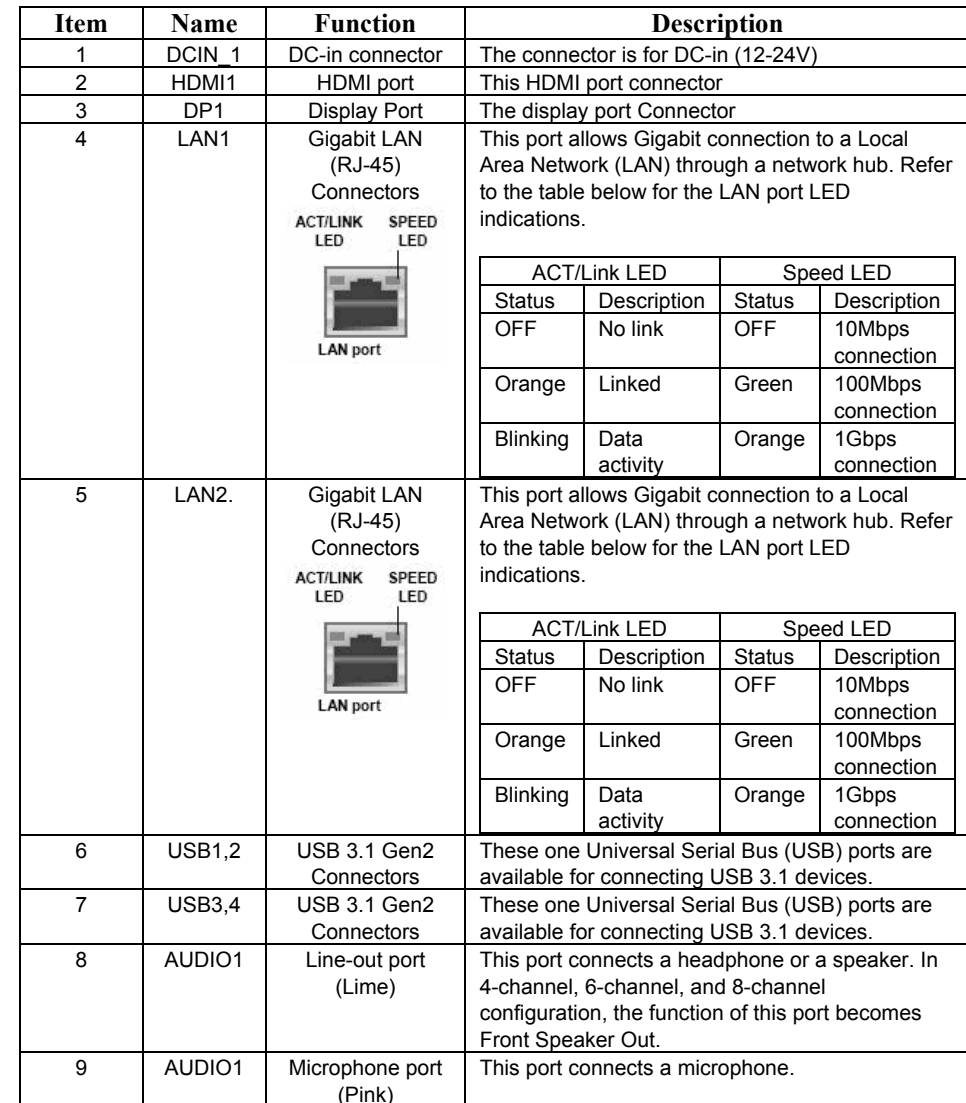 Item Name Function Description
1 DCIN_1 DC-in connector The connector is for DC-in (12-24V)
2 HDMI1 HDMI port This HDMI port connector
3 DP1 Display Port The display port Connector
4 LAN1 Gigabit LAN This port allows Gigabit connection to a Local
(RJ-45) Area Network (LAN) through a network hub. Refer
Connectors to the table below for the LAN port LED
indications.
ACT/LINK SPEED
LED LED
LAN port
ACT/Link LED Speed LED
Status Description Status Description
OFF No link OFF 10Mbps
connection
Orange Linked Green 100Mbps
connection
Blinking Data Orange 1Gbps
activity connection
5 LAN2. Gigabit LAN This port allows Gigabit connection to a Local
(RJ-45) Area Network (LAN) through a network hub. Refer
Connectors to the table below for the LAN port LED
indications.
ACT/LINK SPEED
LED LED
LAN port
ACT/Link LED Speed LED
Status Description Status Description
OFF No link OFF 10Mbps
connection
Orange Linked Green 100Mbps
connection
Blinking Data Orange 1Gbps
activity connection
6 USB1,2 USB 3.1 Gen2 These one Universal Serial Bus (USB) ports are
Connectors available for connecting USB 3.1 devices.
7 USB3,4 USB 3.1 Gen2 These one Universal Serial Bus (USB) ports are
Connectors available for connecting USB 3.1 devices.
8 AUDIO1 Line-out port This port connects a headphone or a speaker. In
(Lime) 4-channel, 6-channel, and 8-channel
configuration, the function of this port becomes
Front Speaker Out.
9 AUDIO1 Microphone port This port connects a microphone.
(Pink)